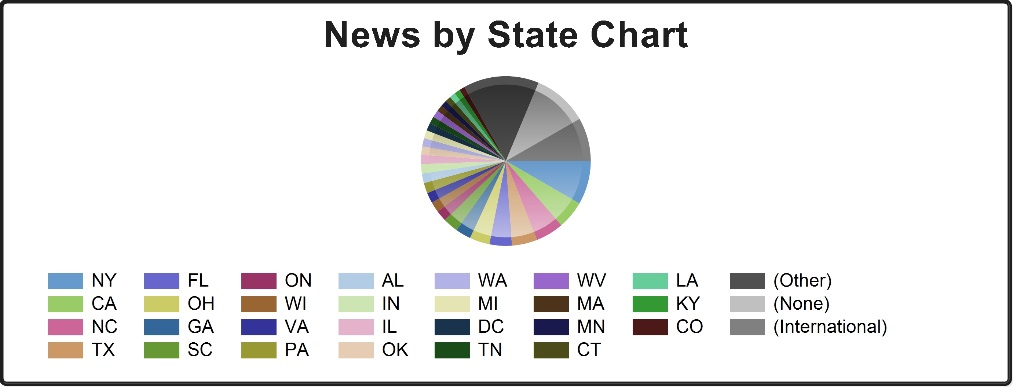 News by State Chart
NY FL ON AL WA WV LA (Other)
CA OH WI IN MI MA KY (None)
NC GA VA IL DC MN CO (International)
TX SC PA OK TN CT